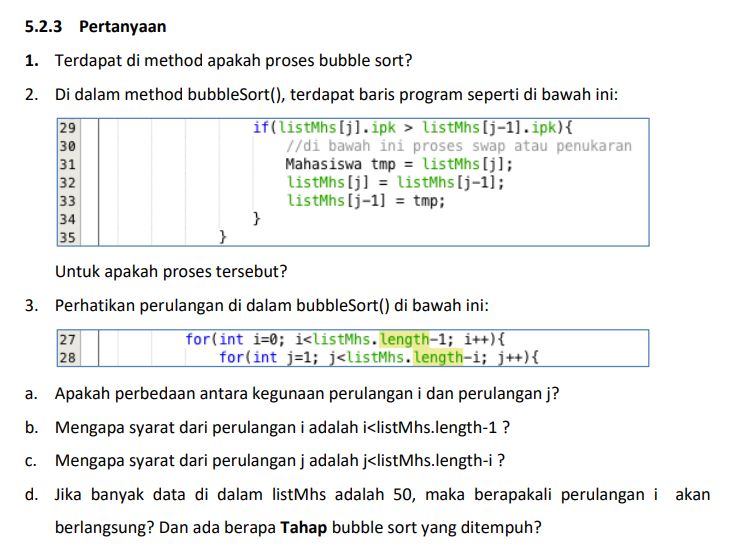 5.2.3 Pertanyaan
1. Terdapat di method apakah proses bubble sort?
2. Di dalam method bubbleSort(), terdapat baris program seperti di bawah ini:
29 if(listMhs[j].ipk > listMhs[j-1].ipk){
30 //di bawah ini proses swap atau penukaran
31 Mahasiswa tmp = listMhs[j];
32 listMhs[j] = listMhs[j-1];
33 listMhs[j-1] = tmp;
34 }
35 }
Untuk apakah proses tersebut?
3. Perhatikan perulangan di dalam bubbleSort() di bawah ini:
27 for(int i=0; i<listMhs.length-1; i++){
28 for(int j=1; j<listMhs.length-i; j++){
a. Apakah perbedaan antara kegunaan perulangan i dan perulangan j?
b. Mengapa syarat dari perulangan i adalah i<listMhs.length-1 ?
c. Mengapa syarat dari perulangan j adalah j<listMhs.length-i ?
d. Jika banyak data di dalam listMhs adalah 50, maka berapakali perulangan i akan
berlangsung? Dan ada berapa Tahap bubble sort yang ditempuh?